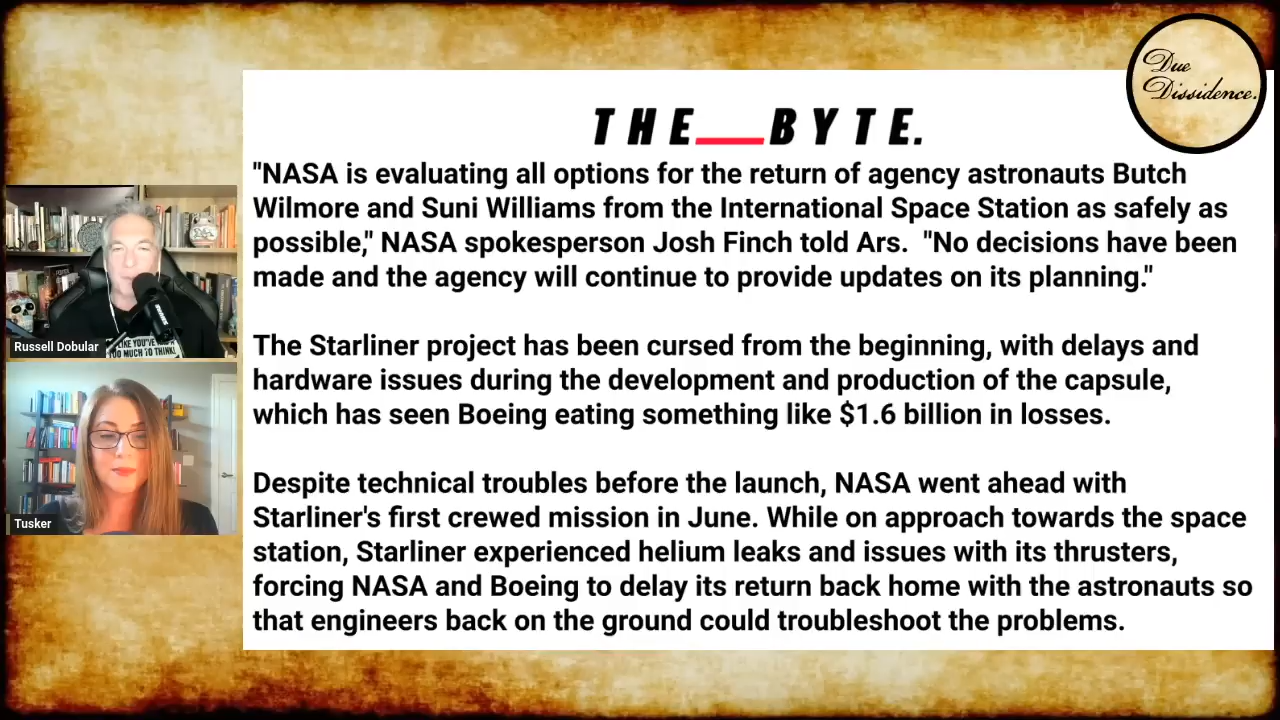 Due
Dissidence.
THE__BYTE.
"NASA is evaluating all options for the return of agency astronauts Butch
Wilmore and Suni Williams from the International Space Station as safely as
possible," NASA spokesperson Josh Finch told Ars.  "No decisions have been
made and the agency will continue to provide updates on its planning."
The Starliner project has been cursed from the beginning, with delays and
hardware issues during the development and production of the capsule,
which has seen Boeing eating something like $1.6 billion in losses.
Despite technical troubles before the launch, NASA went ahead with
Starliner's first crewed mission in June. While on approach towards the space
station, Starliner experienced helium leaks and issues with its thrusters,
forcing NASA and Boeing to delay its return back home with the astronauts so
that engineers back on the ground could troubleshoot the problems.
Russell Dobular
TOO MUCH TO THINK!
Tusker